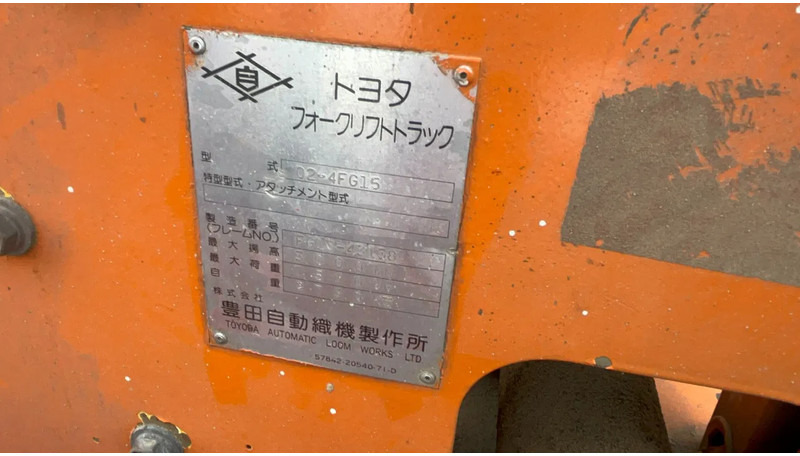 自
トヨタ
フォークリフトトラック
型式 02-4FG15
特型型式・アタッチメント型式
製造番号
(フレームNO.)
最大揚高
最大荷重
自重
株式会社
豊田自動織機製作所
TOYODA AUTOMATIC LOOM WORKS LTD
57642-20540-71-D